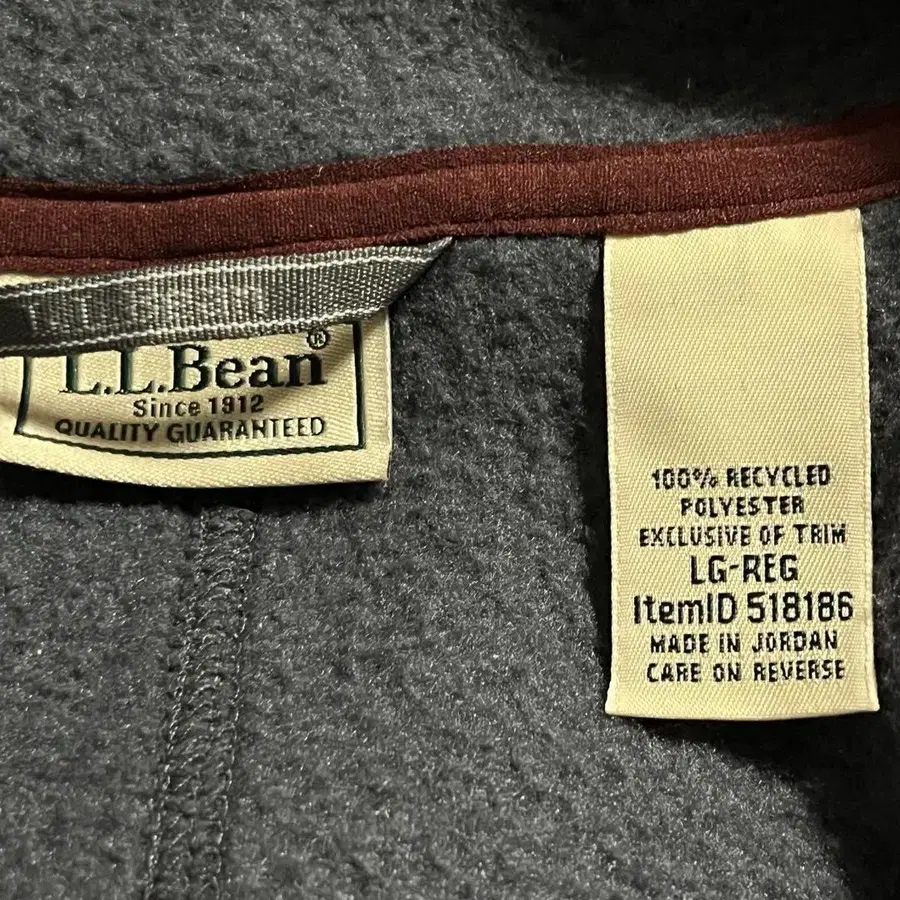 L.L.Bean®
Since 1912
QUALITY GUARANTEED
100% RECYCLED
POLYESTER
EXCLUSIVE OF TRIM
LG-REG
ItemID 518186
MADE IN JORDAN
CARE ON REVERSE